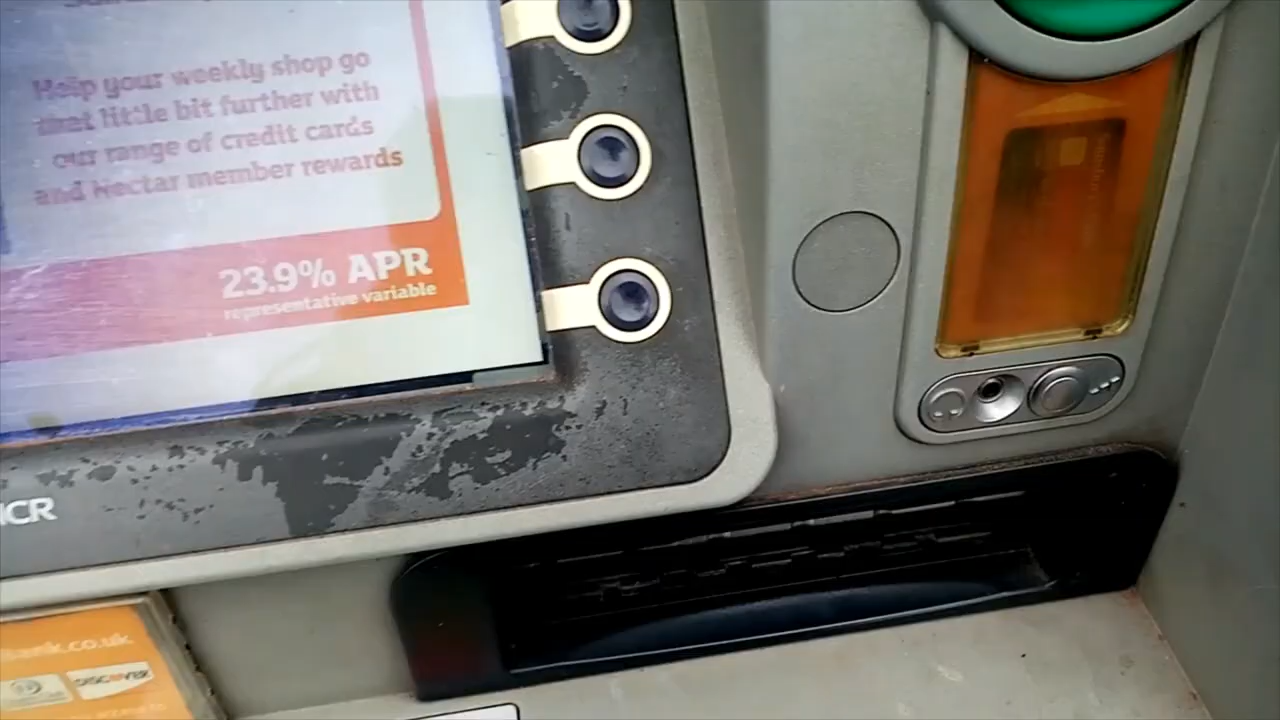 Help your weekly shop go
that little bit further with
our range of credit cards
and Nectar member rewards
23.9% APR
representative variable
NCR
bank.co.uk
DISCOVER